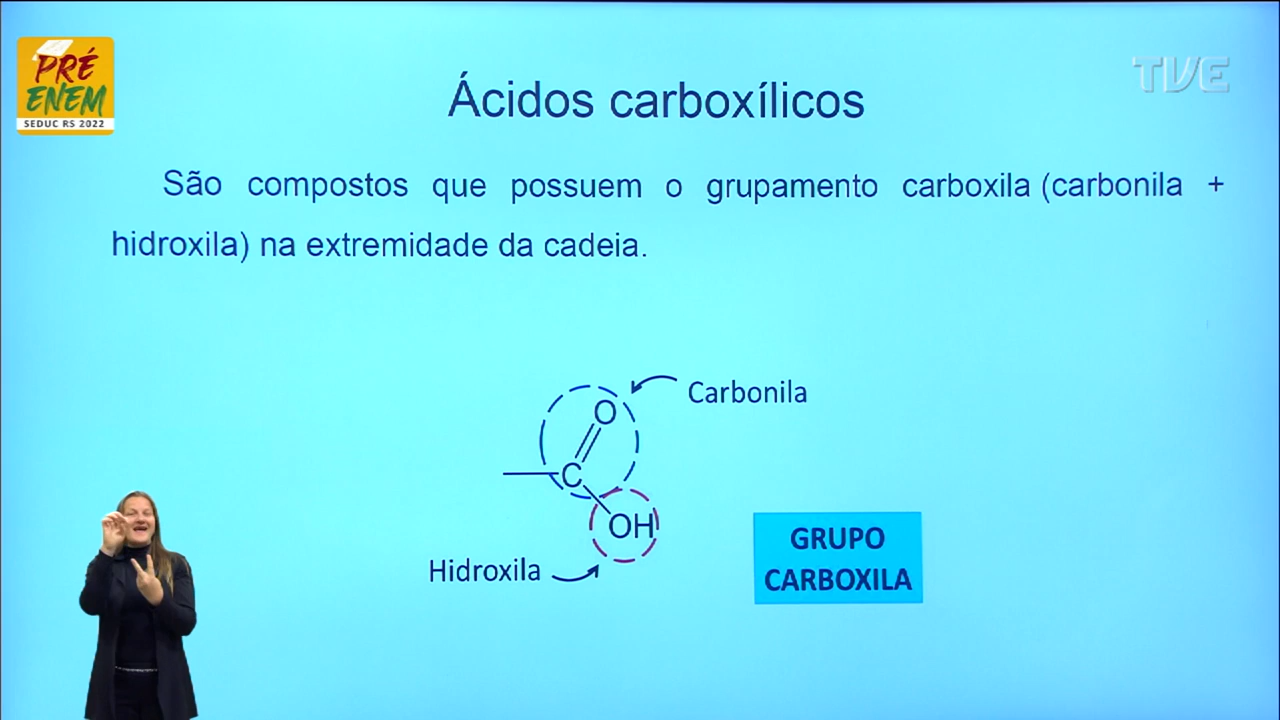 PRÉ
ENEM
SEDUC RS 2022
TVE
Ácidos carboxílicos
São compostos que possuem o grupamento carboxila (carbonila +
hidroxila) na extremidade da cadeia.
Carbonila
O
C
OH
Hidroxila
GRUPO
CARBOXILA